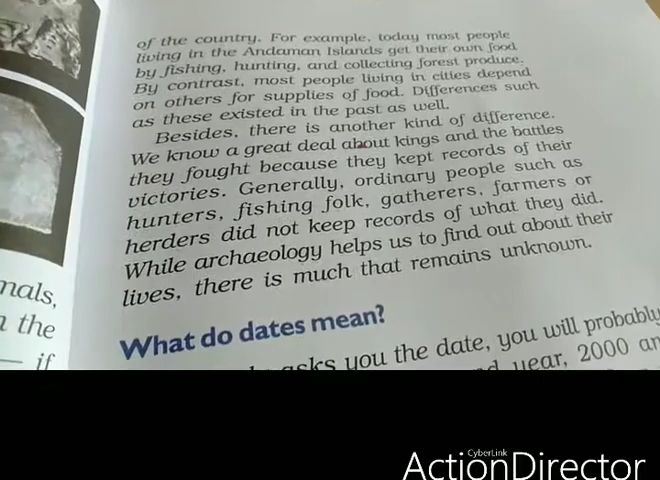 of the country. For example, today most people
living in the Andaman Islands get their own food
by fishing, hunting, and collecting forest produce.
By contrast, most people living in cities depend
on others for supplies of food. Differences such
as these existed in the past as well.
Besides, there is another kind of difference.
We know a great deal about kings and the battles
they fought because they kept records of their
victories. Generally, ordinary people such as
hunters, fishing folk, gatherers, farmers or
herders did not keep records of what they did.
While archaeology helps us to find out about their
lives, there is much that remains unknown.
What do dates mean?
asks you the date, you will probably
year, 2000
the
— if
CyberLink
ActionDirector